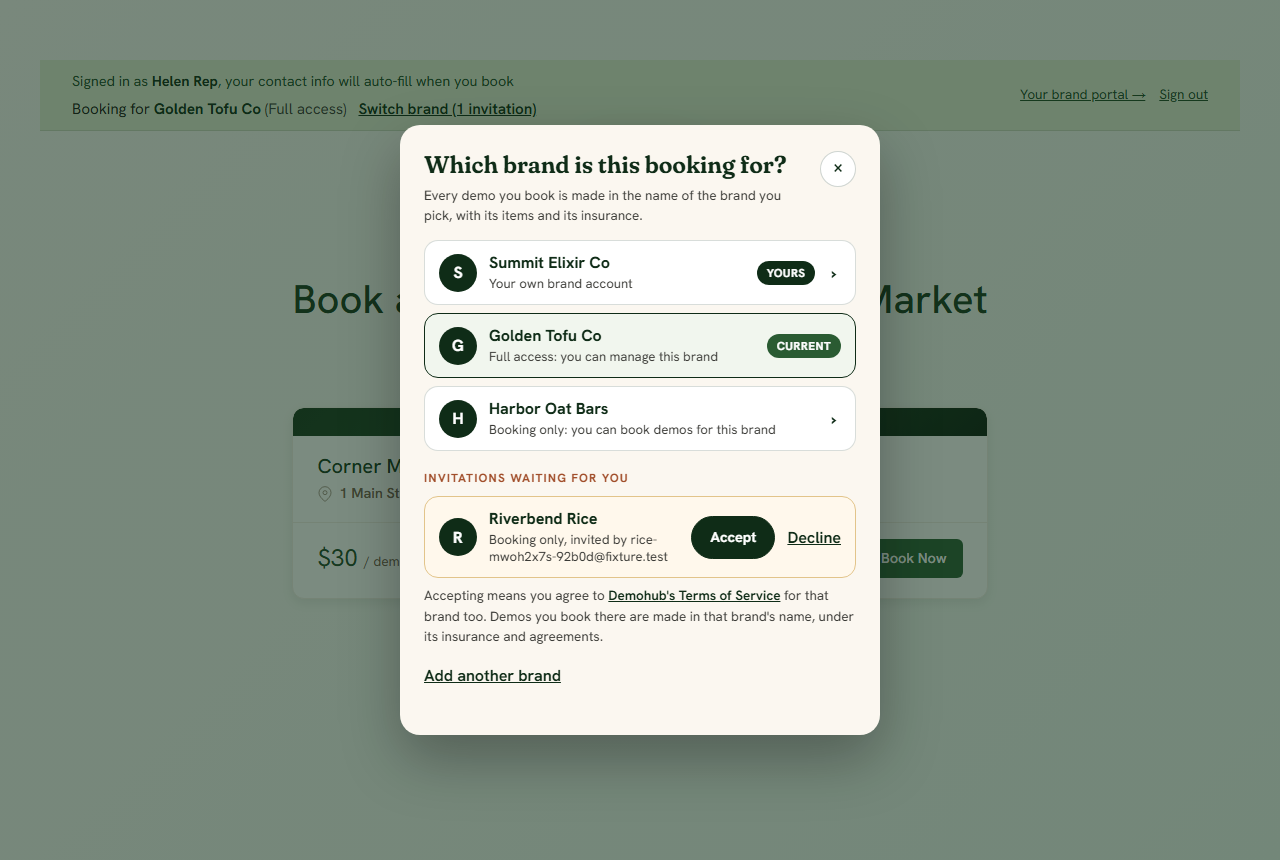 Signed in as Helen Rep, your contact info will auto-fill when you book
Booking for Golden Tofu Co (Full access) Switch brand (1 invitation)
Your brand portal → Sign out
Which brand is this booking for?
×
Every demo you book is made in the name of the brand you
pick, with its items and its insurance.
S
Summit Elixir Co
Your own brand account
YOURS
›
G
Golden Tofu Co
Full access: you can manage this brand
CURRENT
H
Harbor Oat Bars
Booking only: you can book demos for this brand
›
INVITATIONS WAITING FOR YOU
R
Riverbend Rice
Booking only, invited by rice-
mwoh2x7s-92b0d@fixture.test
Accept
Decline
Accepting means you agree to Demohub's Terms of Service for that
brand too. Demos you book there are made in that brand's name, under
its insurance and agreements.
Add another brand
Book
Market
Corner
1 Main St
$30 / dem
Book Now